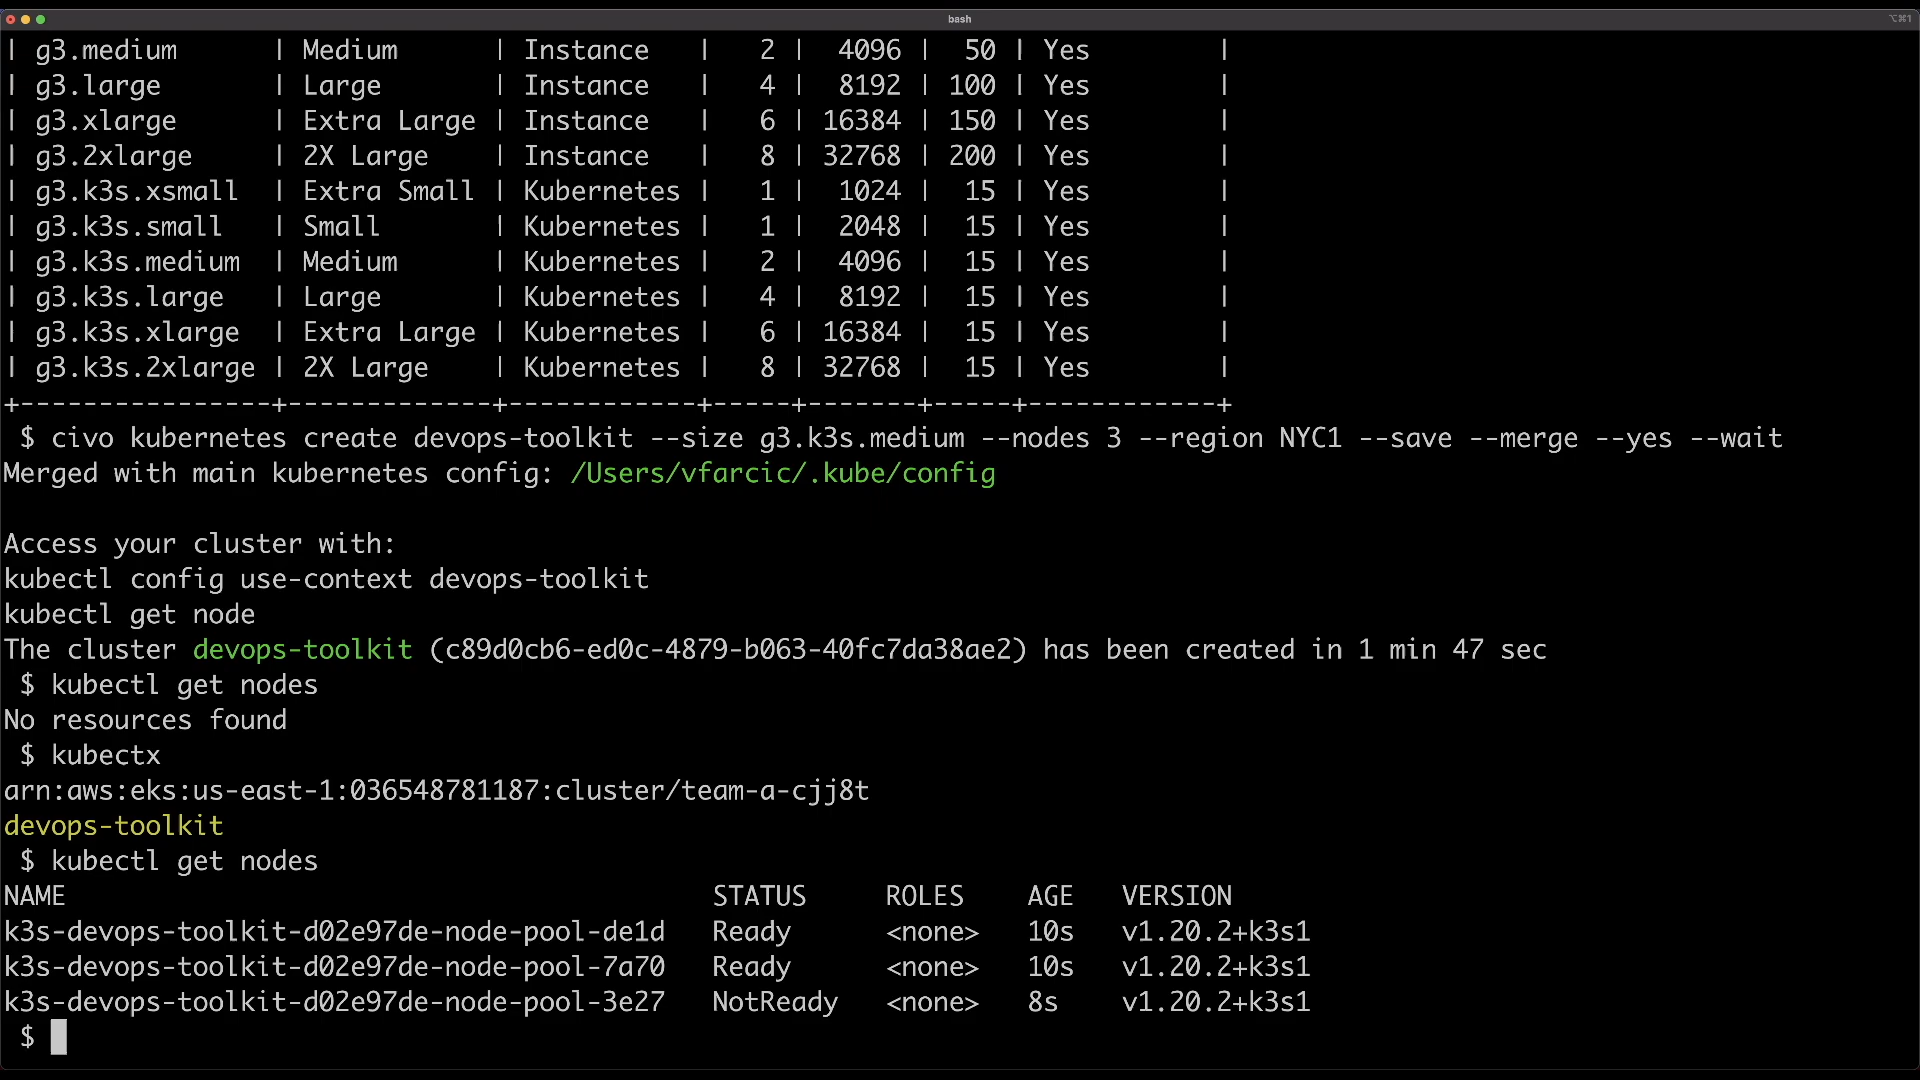 bash
⌥⌘1
| g3.medium      | Medium      | Instance   |   2 |  4096 |  50 | Yes        |
| g3.large       | Large       | Instance   |   4 |  8192 | 100 | Yes        |
| g3.xlarge      | Extra Large | Instance   |   6 | 16384 | 150 | Yes        |
| g3.2xlarge     | 2X Large    | Instance   |   8 | 32768 | 200 | Yes        |
| g3.k3s.xsmall  | Extra Small | Kubernetes |   1 |  1024 |  15 | Yes        |
| g3.k3s.small   | Small       | Kubernetes |   1 |  2048 |  15 | Yes        |
| g3.k3s.medium  | Medium      | Kubernetes |   2 |  4096 |  15 | Yes        |
| g3.k3s.large   | Large       | Kubernetes |   4 |  8192 |  15 | Yes        |
| g3.k3s.xlarge  | Extra Large | Kubernetes |   6 | 16384 |  15 | Yes        |
| g3.k3s.2xlarge | 2X Large    | Kubernetes |   8 | 32768 |  15 | Yes        |
+----------------+-------------+------------+-----+-------+-----+------------+
 $ civo kubernetes create devops-toolkit --size g3.k3s.medium --nodes 3 --region NYC1 --save --merge --yes --wait
Merged with main kubernetes config: /Users/vfarcic/.kube/config
Access your cluster with:
kubectl config use-context devops-toolkit
kubectl get node
The cluster devops-toolkit (c89d0cb6-ed0c-4879-b063-40fc7da38ae2) has been created in 1 min 47 sec
 $ kubectl get nodes
No resources found
 $ kubectx
arn:aws:eks:us-east-1:036548781187:cluster/team-a-cjj8t
devops-toolkit
 $ kubectl get nodes
NAME                                         STATUS     ROLES    AGE   VERSION
k3s-devops-toolkit-d02e97de-node-pool-de1d   Ready      <none>   10s   v1.20.2+k3s1
k3s-devops-toolkit-d02e97de-node-pool-7a70   Ready      <none>   10s   v1.20.2+k3s1
k3s-devops-toolkit-d02e97de-node-pool-3e27   NotReady   <none>   8s    v1.20.2+k3s1
 $